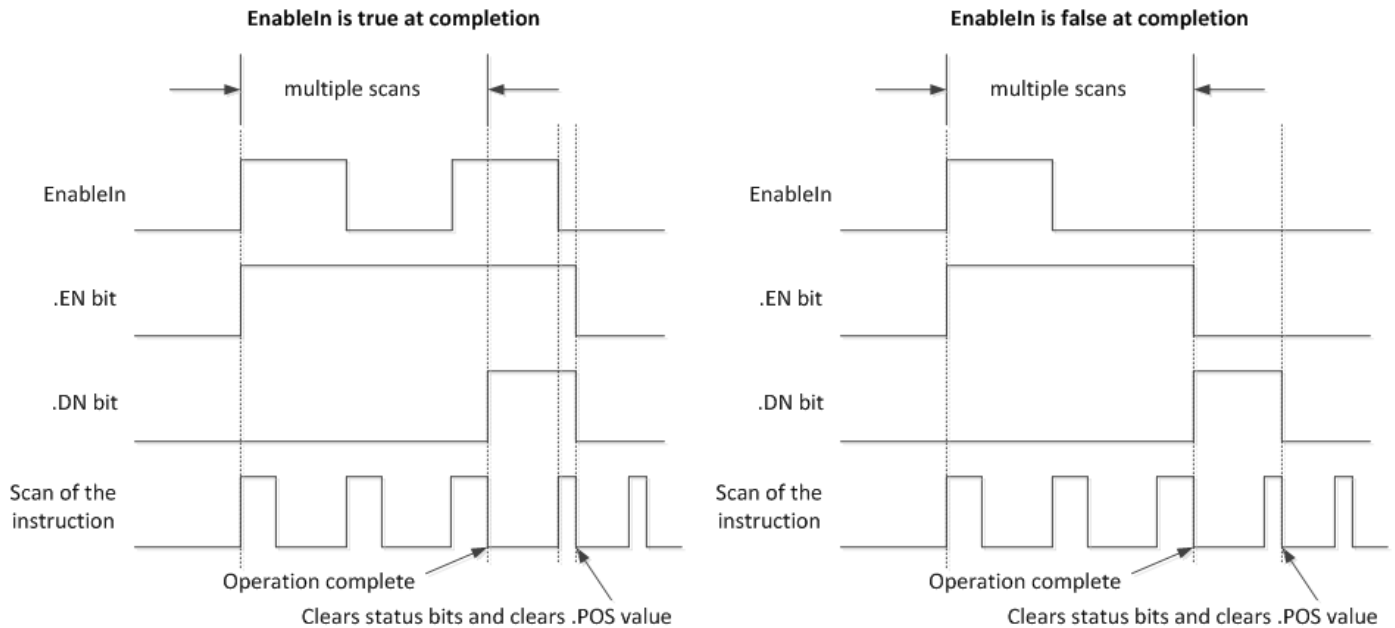 EnableIn is true at completion
multiple scans
EnableIn
.EN bit
.DN bit
Scan of the
instruction
Operation complete
Clears status bits and clears .POS value
EnableIn is false at completion
multiple scans
EnableIn
.EN bit
.DN bit
Scan of the
instruction
Operation complete
Clears status bits and clears .POS value